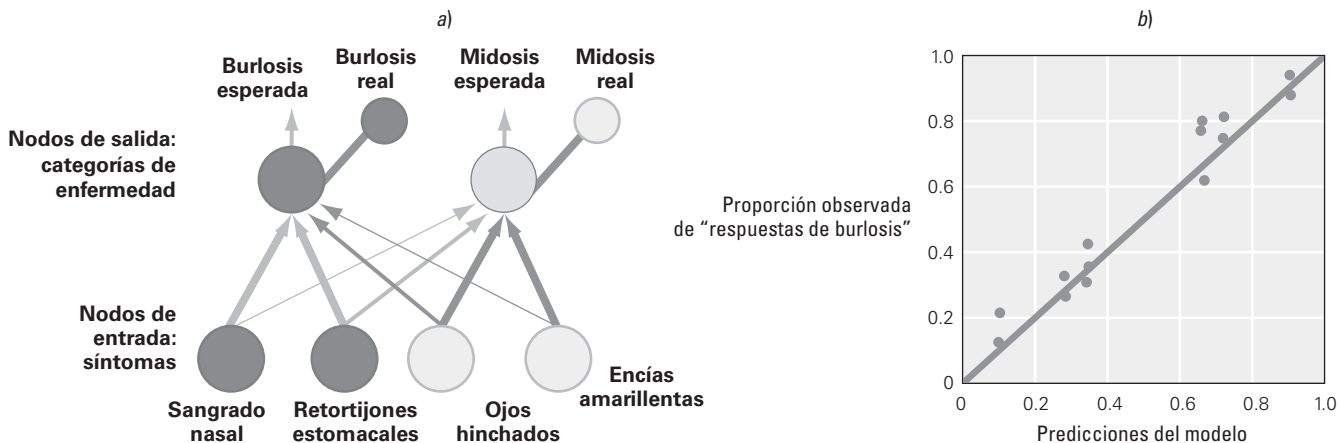 a)
Burlosis
esperada
Burlosis
real
Midosis
esperada
Midosis
real
Nodos de salida:
categorías de
enfermedad
Nodos de
entrada:
síntomas
Sangrado
nasal
Retortijones
estomacales
Ojos
hinchados
Encías
amarillentas
b)
Proporción observada
de “respuestas de burlosis”
1.0
0.8
0.6
0.4
0.2
0
0 0.2 0.4 0.6 0.8 1.0
Predicciones del modelo